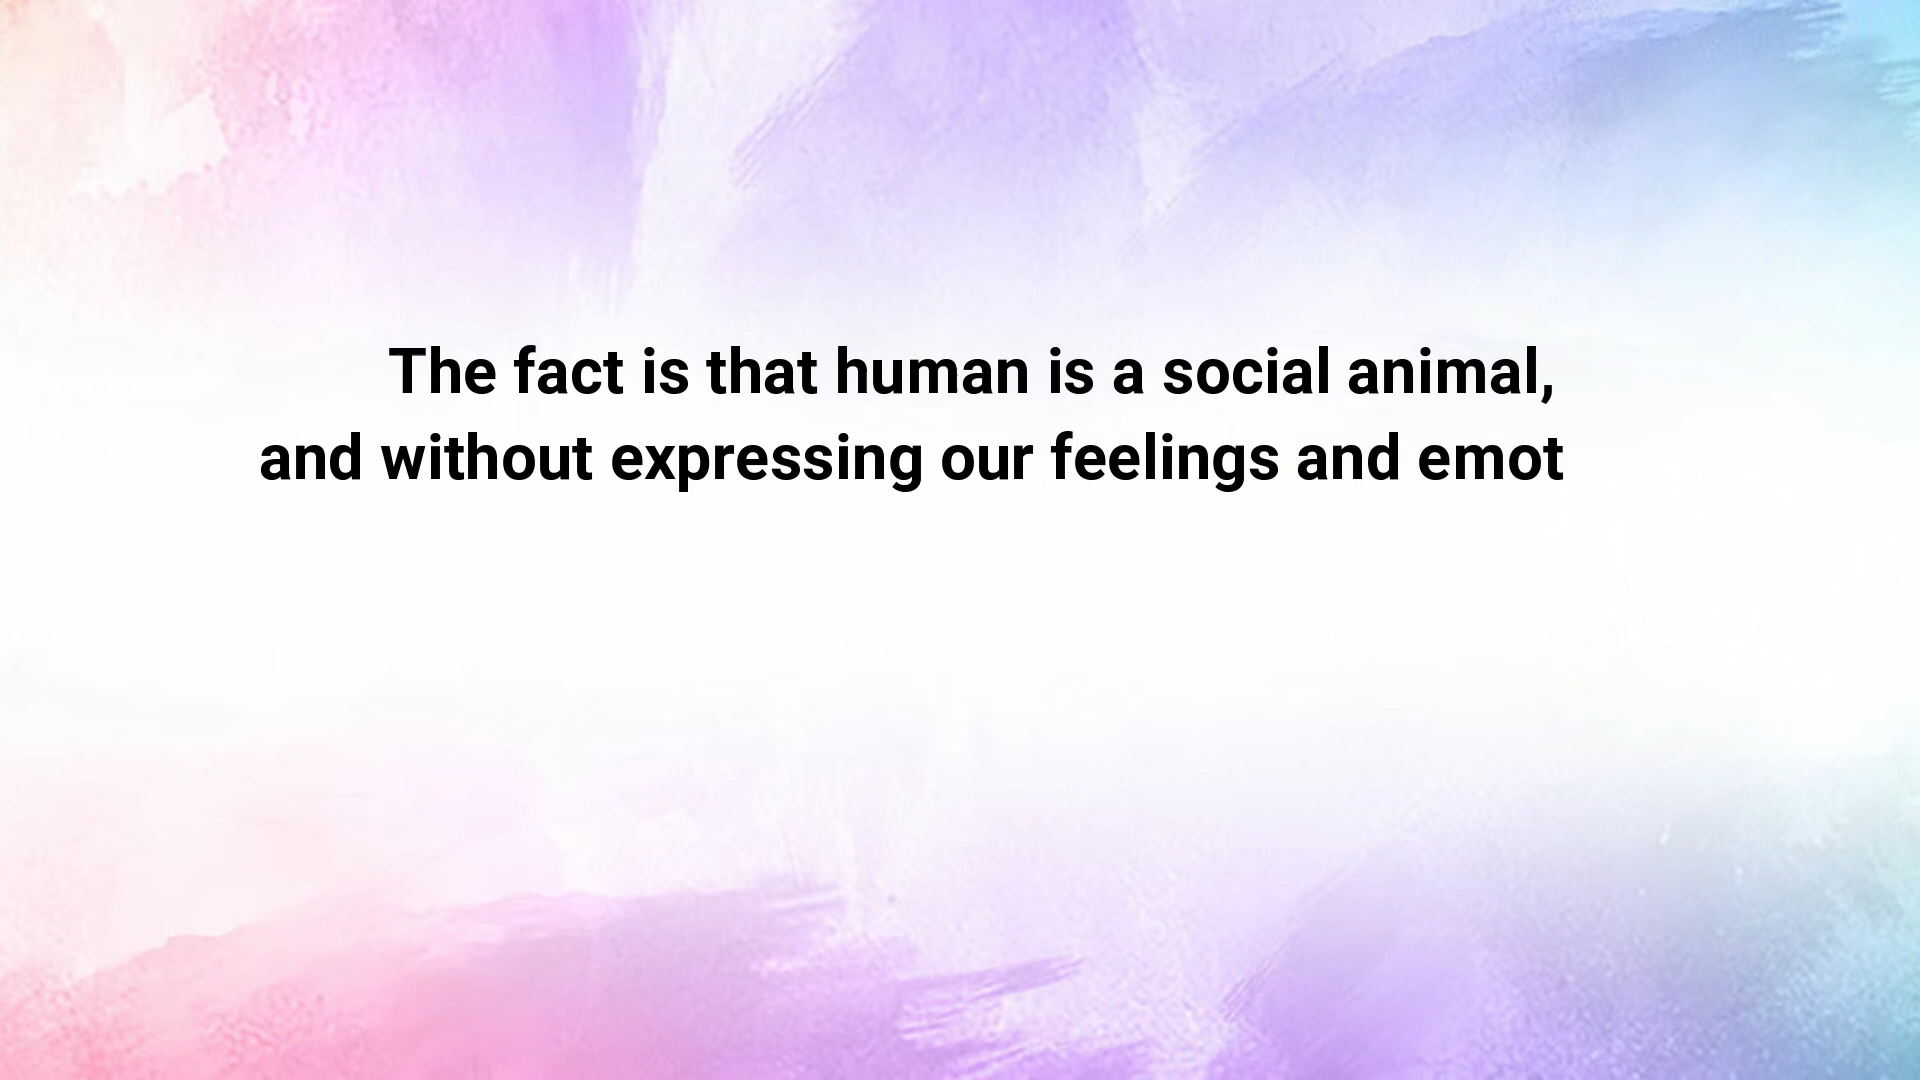 The fact is that human is a social animal,
and without expressing our feelings and emot